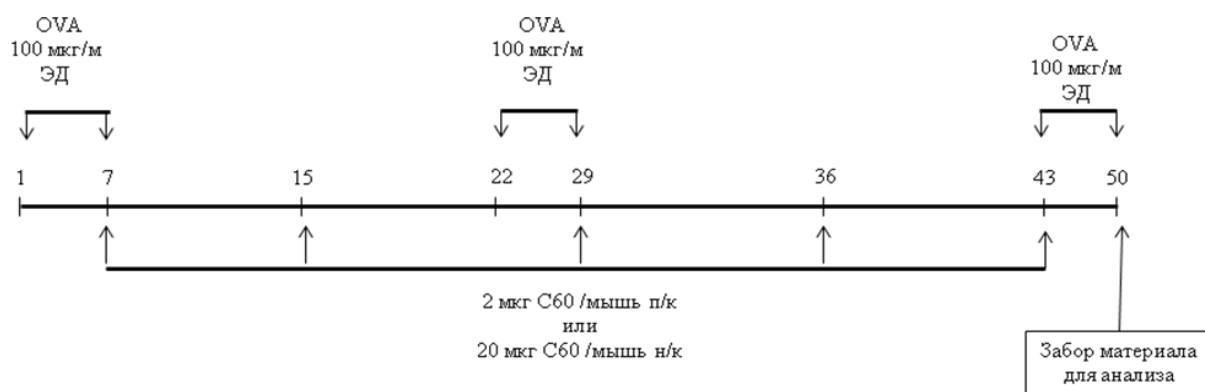 OVA
100 мкг/м
ЭД
OVA
100 мкг/м
ЭД
OVA
100 мкг/м
ЭД
1 7 15 22 29 36 43 50
2 мкг C60 /мышь п/к
или
20 мкг C60 /мышь н/к
Забор материала
для анализа